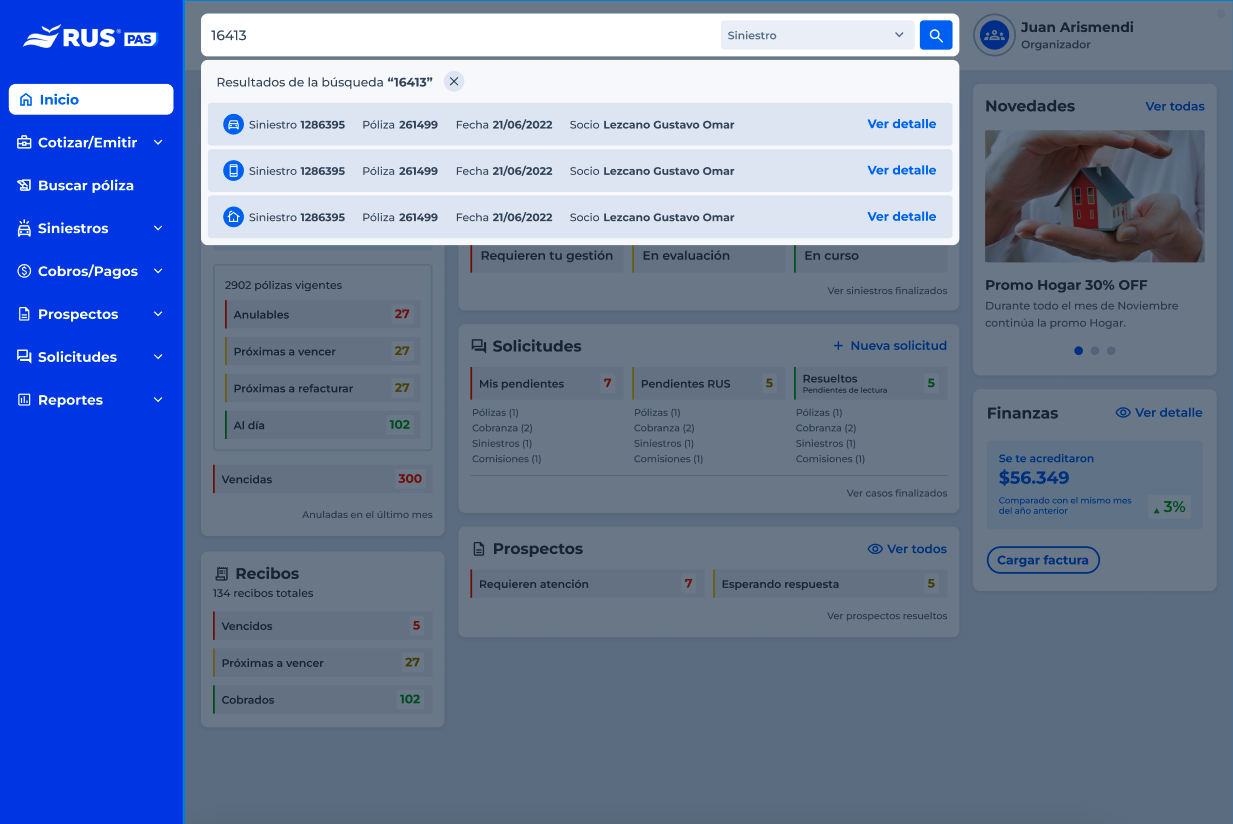 RUS® PAS
Inicio
Cotizar/Emitir
Buscar póliza
Siniestros
Cobros/Pagos
Prospectos
Solicitudes
Reportes
16413
Siniestro
Resultados de la búsqueda “16413”
Siniestro 1286395 Póliza 261499 Fecha 21/06/2022 Socio Lezcano Gustavo Omar Ver detalle
Siniestro 1286395 Póliza 261499 Fecha 21/06/2022 Socio Lezcano Gustavo Omar Ver detalle
Siniestro 1286395 Póliza 261499 Fecha 21/06/2022 Socio Lezcano Gustavo Omar Ver detalle
2902 pólizas vigentes
Anulables 27
Próximas a vencer 27
Próximas a refacturar 27
Al día 102
Vencidas 300
Anuladas en el último mes
Recibos
134 recibos totales
Vencidos 5
Próximas a vencer 27
Cobrados 102
Requieren tu gestión En evaluación En curso
Ver siniestros finalizados
Solicitudes + Nueva solicitud
Mis pendientes 7
Pólizas (1)
Cobranza (2)
Siniestros (1)
Comisiones (1)
Pendientes RUS 5
Pólizas (1)
Cobranza (2)
Siniestros (1)
Comisiones (1)
Resueltos 5
Pendientes de lectura
Pólizas (1)
Cobranza (2)
Siniestros (1)
Comisiones (1)
Ver casos finalizados
Prospectos Ver todos
Requieren atención 7 Esperando respuesta 5
Ver prospectos resueltos
Juan Arismendi
Organizador
Novedades Ver todas
Promo Hogar 30% OFF
Durante todo el mes de Noviembre
continúa la promo Hogar.
Finanzas Ver detalle
Se te acreditaron
$56.349
Comparado con el mismo mes
del año anterior
▲ 3%
Cargar factura